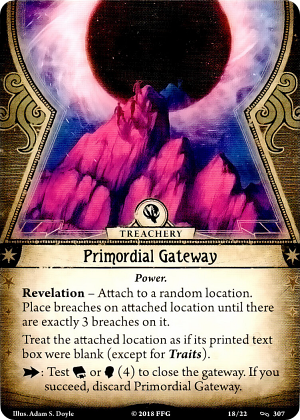 TREACHERY
Primordial Gateway
Power.
Revelation – Attach to a random location.
Place breaches on attached location until there
are exactly 3 breaches on it.
Treat the attached location as if its printed text
box were blank (except for Traits).
: Test or (4) to close the gateway. If you
succeed, discard Primordial Gateway.
Illus. Adam S. Doyle
© 2018 FFG
18/22
307